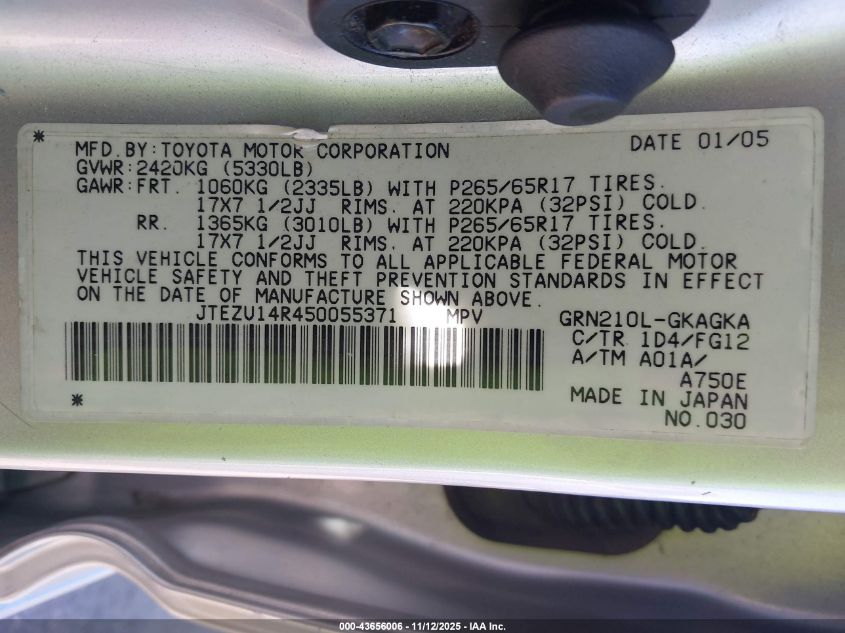 * MFD.BY:TOYOTA MOTOR CORPORATION DATE 01/05
GVWR:2420KG (5330LB)
GAWR:FRT. 1060KG (2335LB) WITH P265/65R17 TIRES.
17X7 1/2JJ RIMS. AT 220KPA (32PSI) COLD.
RR. 1365KG (3010LB) WITH P265/65R17 TIRES.
17X7 1/2JJ RIMS. AT 220KPA (32PSI) COLD.
THIS VEHICLE CONFORMS TO ALL APPLICABLE FEDERAL MOTOR
VEHICLE SAFETY AND THEFT PREVENTION STANDARDS IN EFFECT
ON THE DATE OF MANUFACTURE SHOWN ABOVE.
JTEZU14R450055371 MPV GRN210L-GKAGKA
C/TR 1D4/FG12
A/TM A01A/
A750E
* MADE IN JAPAN
NO.030
000-43656006 - 11/12/2025 - IAA Inc.